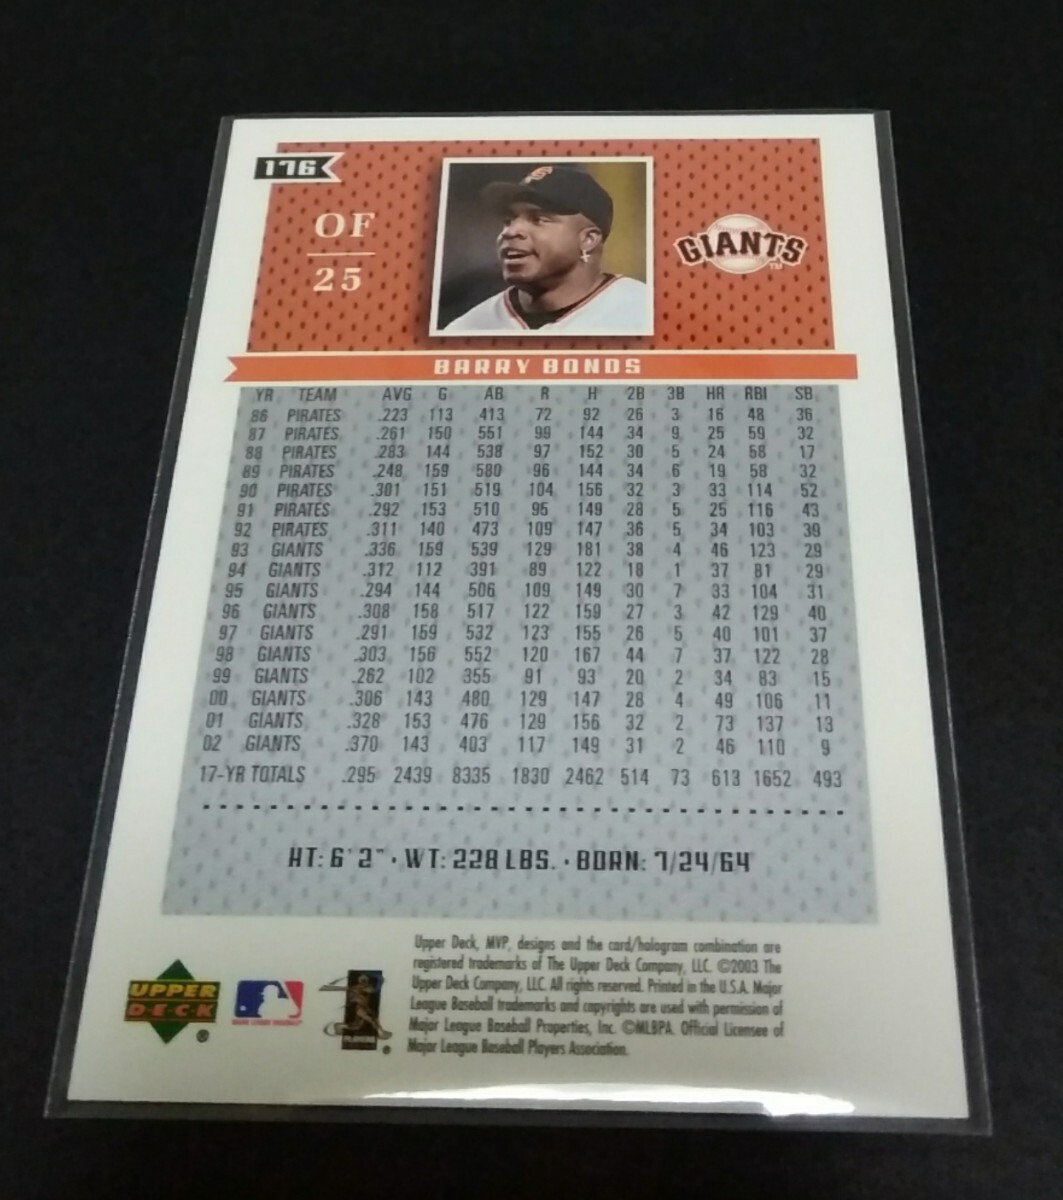 176
OF
25
SF
GIANTS™
BARRY BONDS
YR TEAM AVG G AB R H 2B 3B HR RBI SB
86 PIRATES .223 113 413 72 92 26 3 16 48 36
87 PIRATES .261 150 551 99 144 34 9 25 59 32
88 PIRATES .283 144 538 97 152 30 5 24 58 17
89 PIRATES .248 159 580 96 144 34 6 19 58 32
90 PIRATES .301 151 519 104 156 32 3 33 114 52
91 PIRATES .292 153 510 95 149 28 5 25 116 43
92 PIRATES .311 140 473 109 147 36 5 34 103 39
93 GIANTS .336 159 539 129 181 38 4 46 123 29
94 GIANTS .312 112 391 89 122 18 1 37 81 29
95 GIANTS .294 144 506 109 149 30 7 33 104 31
96 GIANTS .308 158 517 122 159 27 3 42 129 40
97 GIANTS .291 159 532 123 155 26 5 40 101 37
98 GIANTS .303 156 552 120 167 44 7 37 122 28
99 GIANTS .262 102 355 91 93 20 2 34 83 15
00 GIANTS .306 143 480 129 147 28 4 49 106 11
01 GIANTS .328 153 476 129 156 32 2 73 137 13
02 GIANTS .370 143 403 117 149 31 2 46 110 9
17-YR TOTALS .295 2439 8335 1830 2462 514 73 613 1652 493
HT: 6'2" · WT: 228 LBS. · BORN: 7/24/64
Upper Deck, MVP, designs and the card/hologram combination are
registered trademarks of The Upper Deck Company, LLC. ©2003 The
Upper Deck Company, LLC. All rights reserved. Printed in the U.S.A. Major
League Baseball trademarks and copyrights are used with permission of
Major League Baseball Properties, Inc. ©MLBPA. Official Licensee of
Major League Baseball Players Association.
UPPER
DECK
®
®